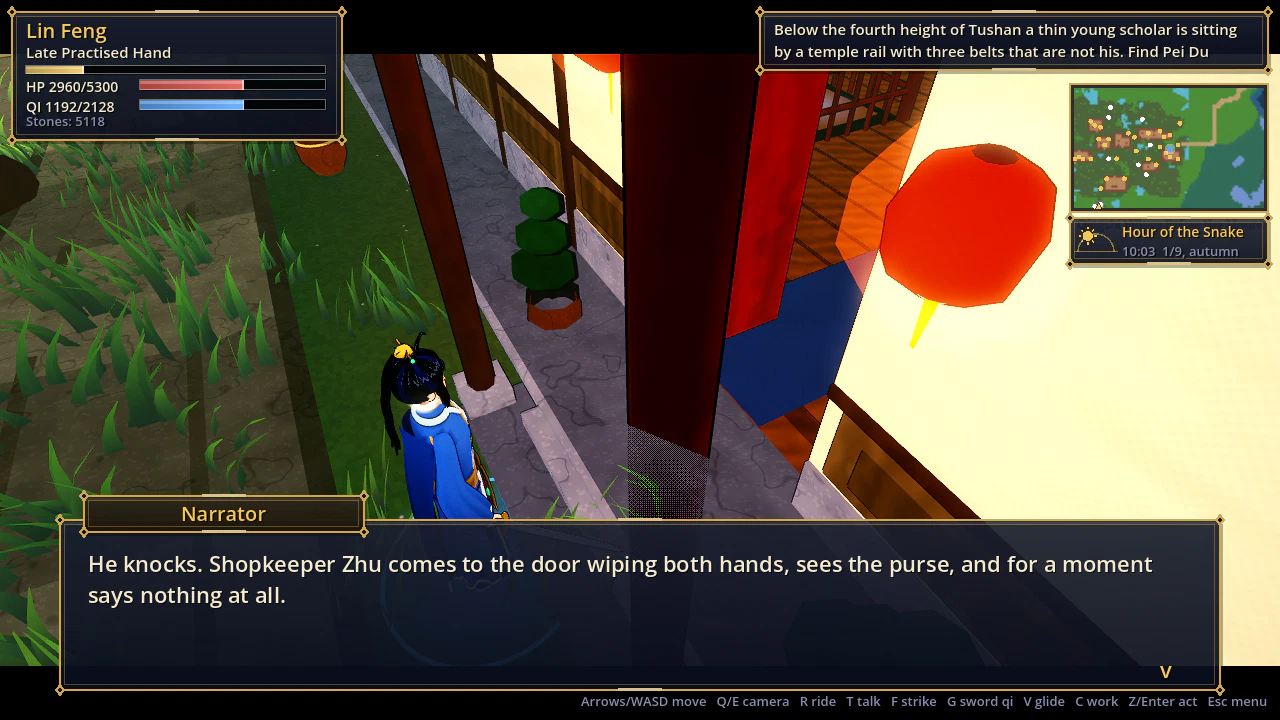 Lin Feng
Late Practised Hand
HP 2960/5300
QI 1192/2128
Stones: 5118
Below the fourth height of Tushan a thin young scholar is sitting
by a temple rail with three belts that are not his. Find Pei Du
Hour of the Snake
10:03 1/9, autumn
Narrator
He knocks. Shopkeeper Zhu comes to the door wiping both hands, sees the purse, and for a moment
says nothing at all.
V
Arrows/WASD move Q/E camera R ride T talk F strike G sword qi V glide C work Z/Enter act Esc menu